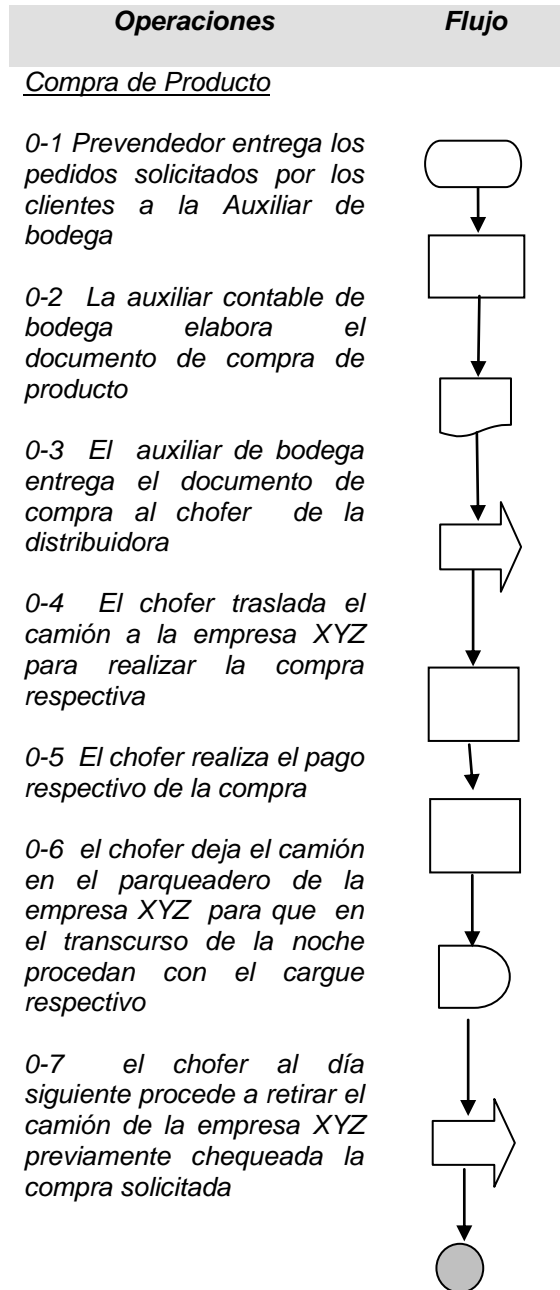 Operaciones Flujo
Compra de Producto
0-1 Prevendedor entrega los
pedidos solicitados por los
clientes a la Auxiliar de
bodega
0-2 La auxiliar contable de
bodega elabora el
documento de compra de
producto
0-3 El auxiliar de bodega
entrega el documento de
compra al chofer de la
distribuidora
0-4 El chofer traslada el
camión a la empresa XYZ
para realizar la compra
respectiva
0-5 El chofer realiza el pago
respectivo de la compra
0-6 el chofer deja el camión
en el parqueadero de la
empresa XYZ para que en
el transcurso de la noche
procedan con el cargue
respectivo
0-7 el chofer al día
siguiente procede a retirar el
camión de la empresa XYZ
previamente chequeada la
compra solicitada